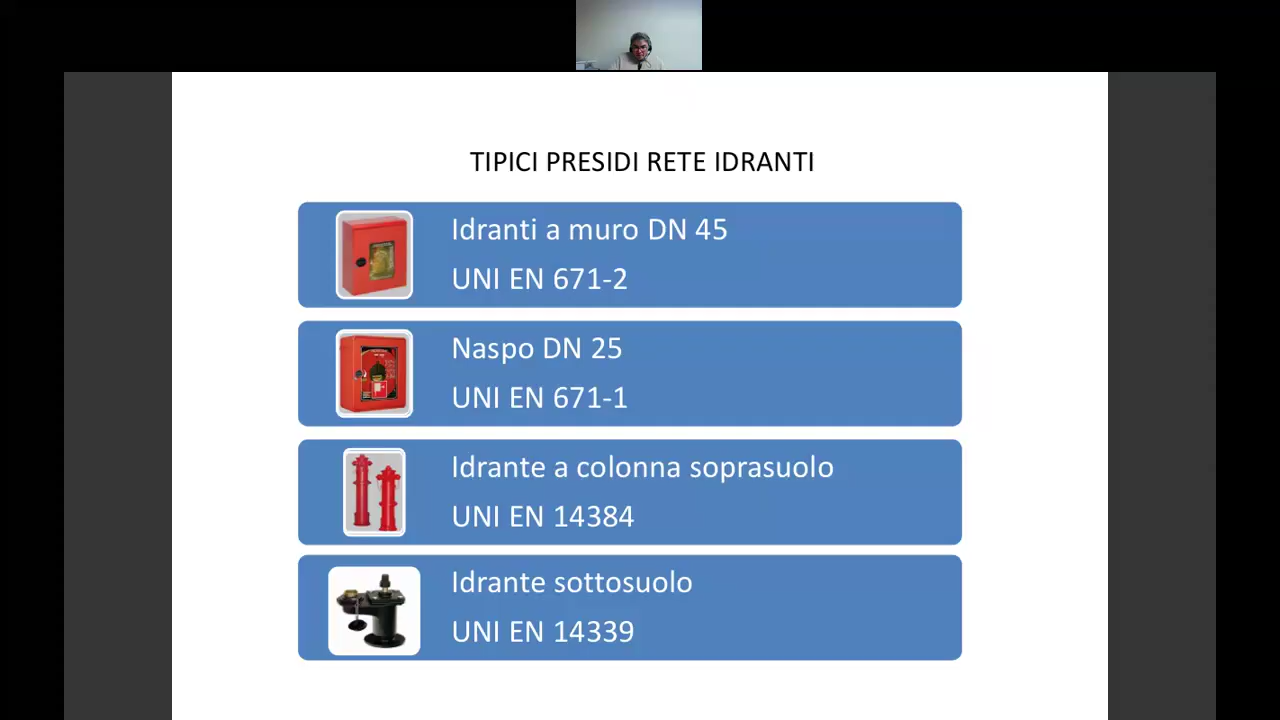 TIPICI PRESIDI RETE IDRANTI
Idranti a muro DN 45
UNI EN 671-2
Naspo DN 25
UNI EN 671-1
Idrante a colonna soprasuolo
UNI EN 14384
Idrante sottosuolo
UNI EN 14339